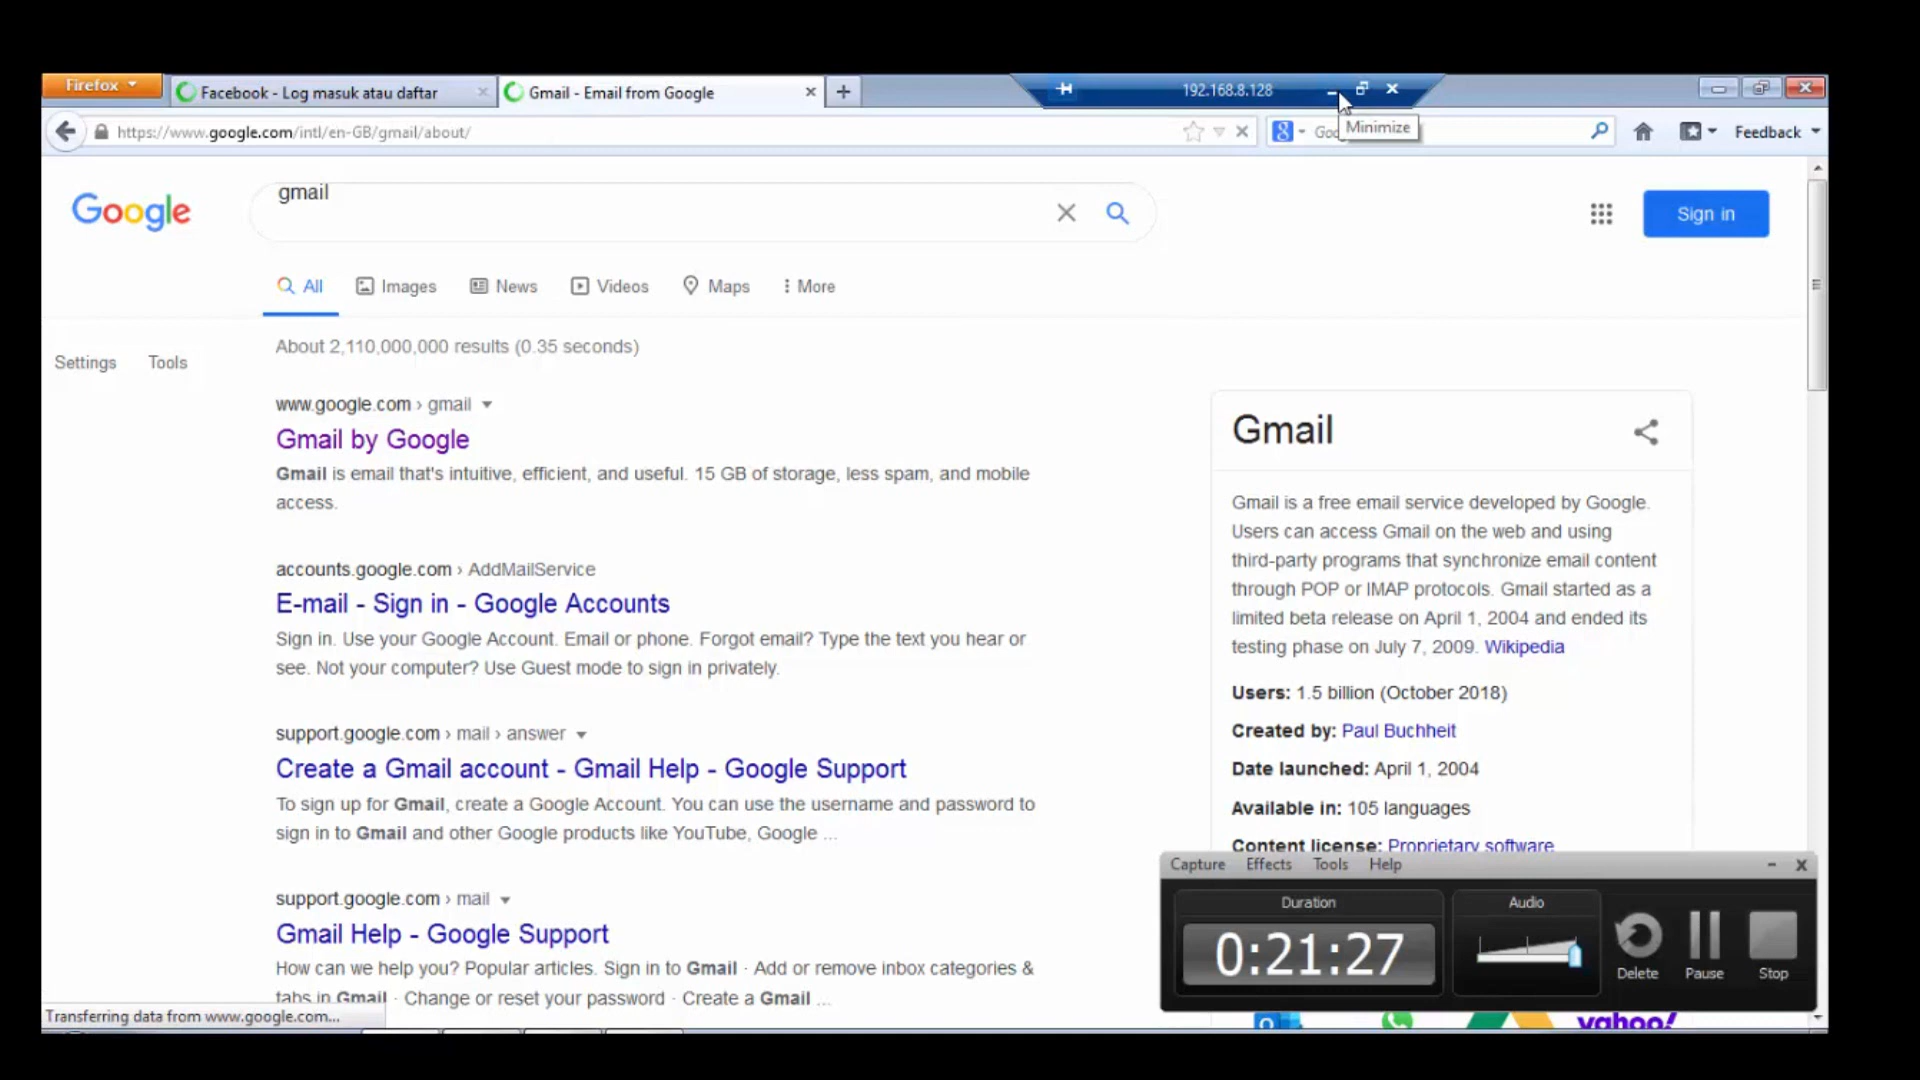 Firefox
Facebook - Log masuk atau daftar
Gmail - Email from Google
192.168.8.128
https://www.google.com/intl/en-GB/gmail/about/
Minimize
Feedback
Google
gmail
Sign in
All
Images
News
Videos
Maps
More
About 2,110,000,000 results (0.35 seconds)
Settings
Tools
www.google.com › gmail
Gmail by Google
Gmail is email that's intuitive, efficient, and useful. 15 GB of storage, less spam, and mobile
access.
accounts.google.com › AddMailService
E-mail - Sign in - Google Accounts
Sign in. Use your Google Account. Email or phone. Forgot email? Type the text you hear or
see. Not your computer? Use Guest mode to sign in privately.
support.google.com › mail › answer
Create a Gmail account - Gmail Help - Google Support
To sign up for Gmail, create a Google Account. You can use the username and password to
sign in to Gmail and other Google products like YouTube, Google ...
support.google.com › mail
Gmail Help - Google Support
How can we help you? Popular articles. Sign in to Gmail · Add or remove inbox categories &
tabs in Gmail · Change or reset your password · Create a Gmail ...
Transferring data from www.google.com...
Gmail
Gmail is a free email service developed by Google.
Users can access Gmail on the web and using
third-party programs that synchronize email content
through POP or IMAP protocols. Gmail started as a
limited beta release on April 1, 2004 and ended its
testing phase on July 7, 2009. Wikipedia
Users: 1.5 billion (October 2018)
Created by: Paul Buchheit
Date launched: April 1, 2004
Available in: 105 languages
Content license: Proprietary software
Capture Effects Tools Help
Duration
Audio
0:21:27
Delete
Pause
Stop
yahoo!